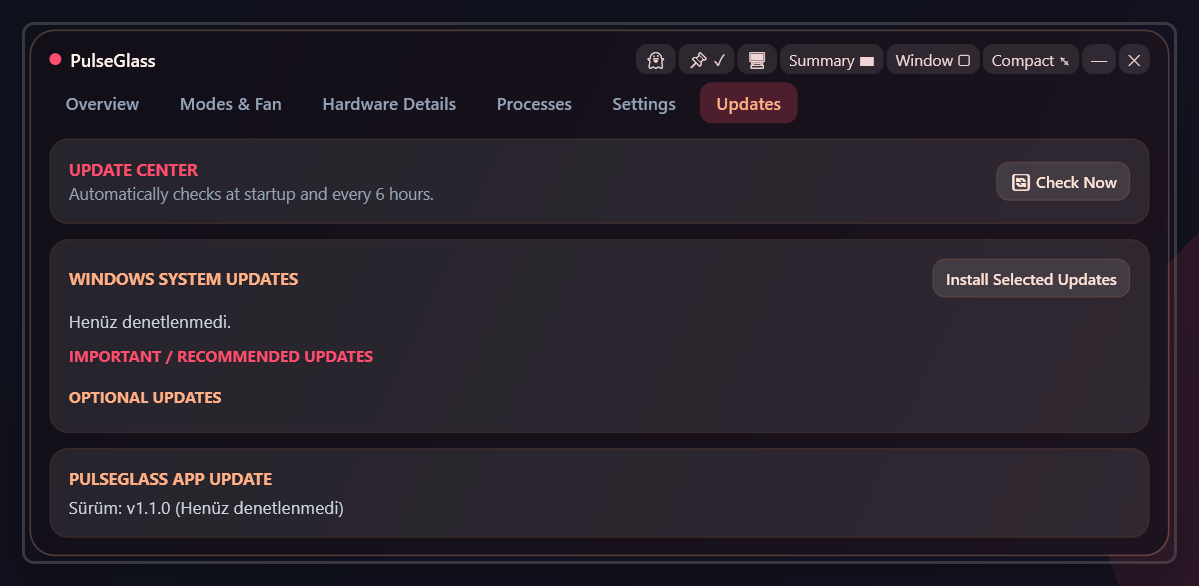 PulseGlass
✓
Summary
Window
Compact
Overview
Modes & Fan
Hardware Details
Processes
Settings
Updates
UPDATE CENTER
Automatically checks at startup and every 6 hours.
Check Now
WINDOWS SYSTEM UPDATES
Install Selected Updates
Henüz denetlenmedi.
IMPORTANT / RECOMMENDED UPDATES
OPTIONAL UPDATES
PULSEGLASS APP UPDATE
Sürüm: v1.1.0 (Henüz denetlenmedi)